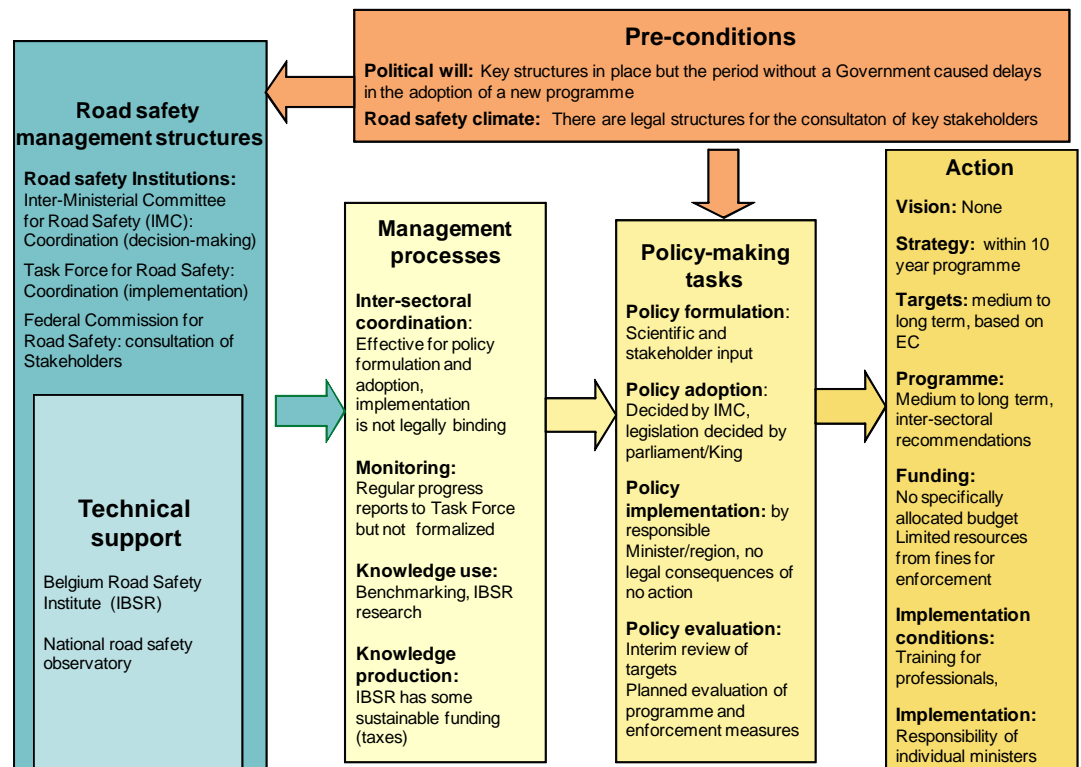 Pre-conditions
Political will: Key structures in place but the period without a Government caused delays
in the adoption of a new programme
Road safety climate: There are legal structures for the consultaton of key stakeholders
Road safety
management structures
Road safety Institutions:
Inter-Ministerial Committee
for Road Safety (IMC):
Coordination (decision-making)
Task Force for Road Safety:
Coordination (implementation)
Federal Commission for
Road Safety: consultation of
Stakeholders
Technical
support
Belgium Road Safety
Institute (IBSR)
National road safety
observatory
Management
processes
Inter-sectoral
coordination:
Effective for policy
formulation and
adoption,
implementation
is not legally binding
Monitoring:
Regular progress
reports to Task Force
but not formalized
Knowledge use:
Benchmarking, IBSR
research
Knowledge
production:
IBSR has some
sustainable funding
(taxes)
Policy-making
tasks
Policy formulation:
Scientific and
stakeholder input
Policy adoption:
Decided by IMC,
legislation decided by
parliament/King
Policy
implementation: by
responsible
Minister/region, no
legal consequences of
no action
Policy evaluation:
Interim review of
targets
Planned evaluation of
programme and
enforcement measures
Action
Vision: None
Strategy: within 10
year programme
Targets: medium to
long term, based on
EC
Programme:
Medium to long term,
inter-sectoral
recommendations
Funding:
No specifically
allocated budget
Limited resources
from fines for
enforcement
Implementation
conditions:
Training for
professionals,
Implementation:
Responsibility of
individual ministers